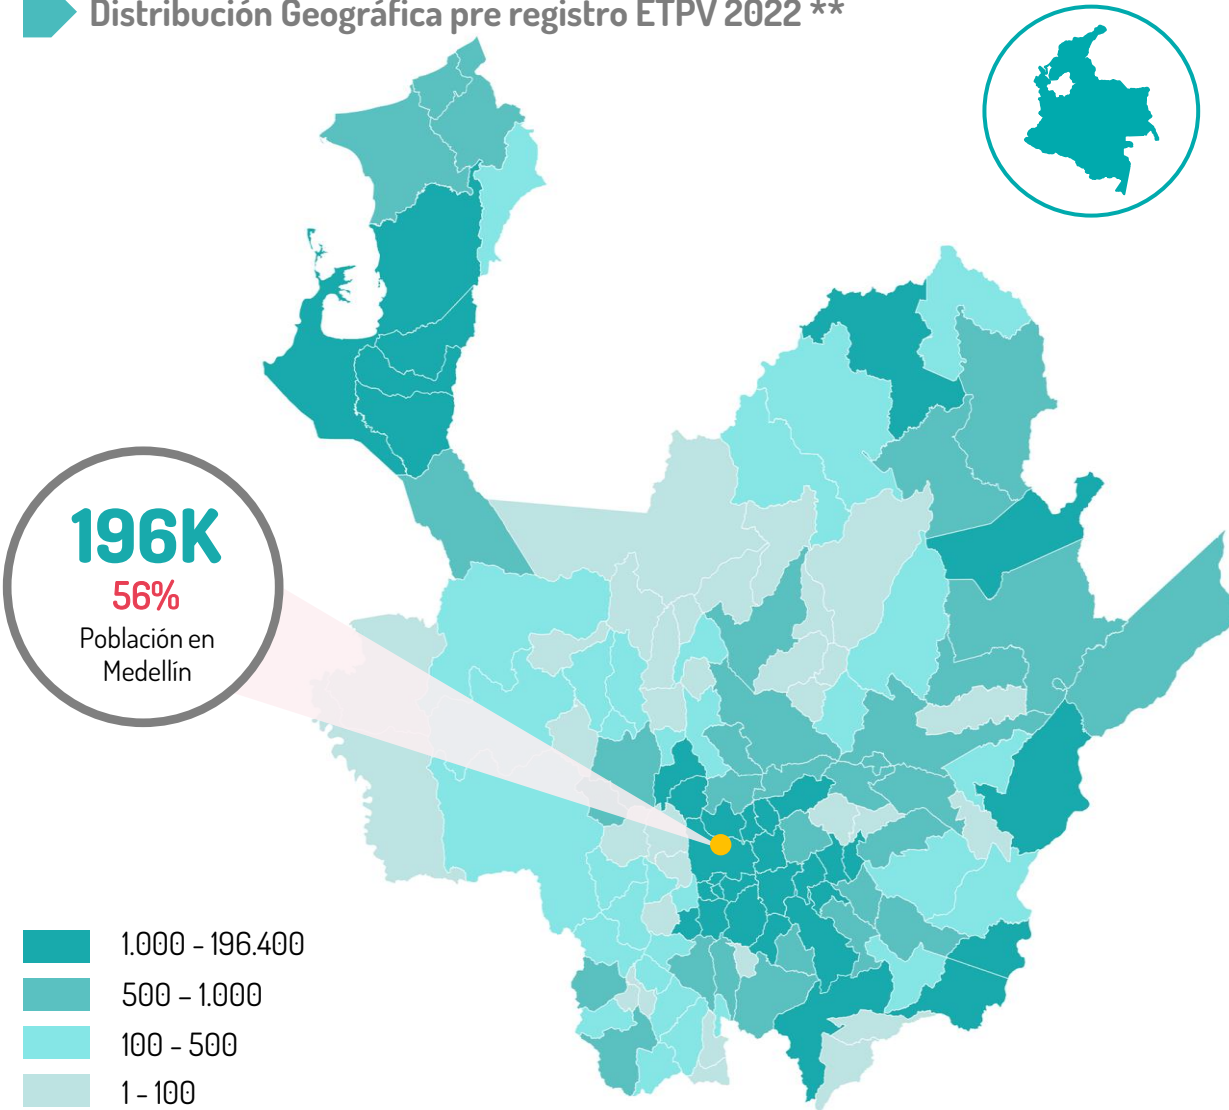 Distribución Geográfica pre registro ETPV 2022 **
196K
56%
Población en
Medellín
1.000 - 196.400
500 - 1.000
100 - 500
1 - 100